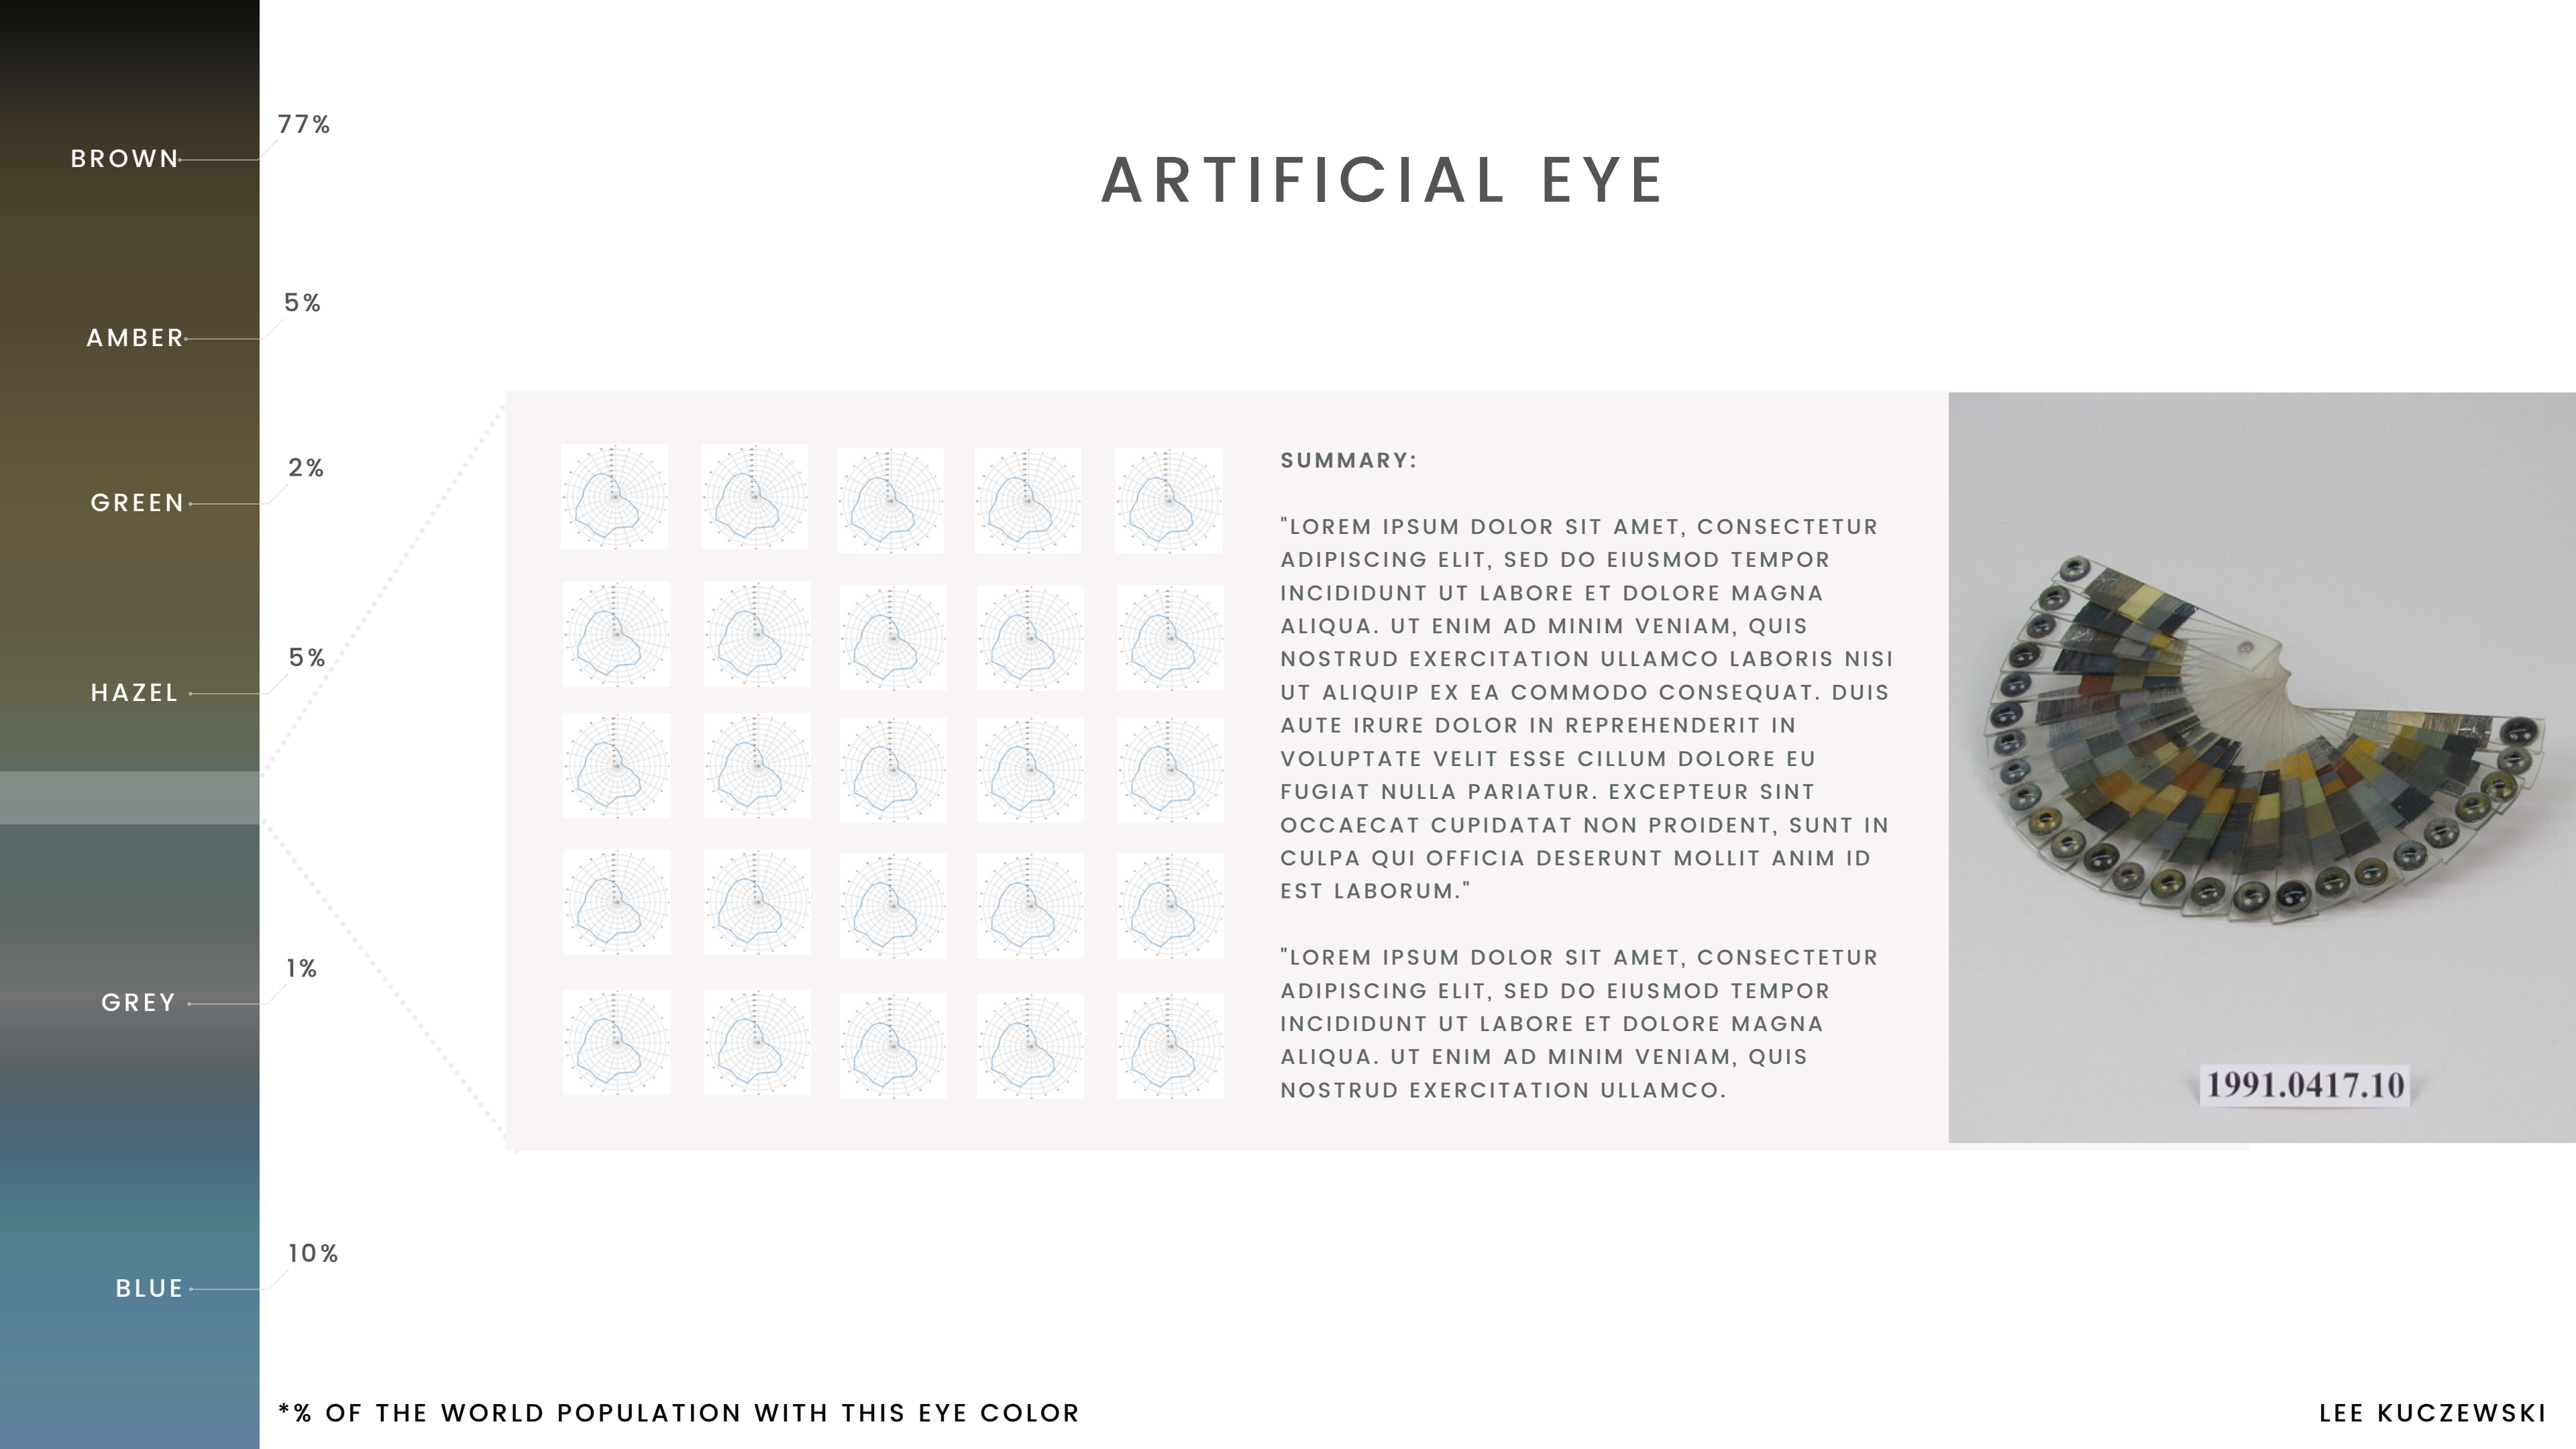 ARTIFICIAL EYE
BROWN
77%
AMBER
5%
GREEN
2%
HAZEL
5%
GREY
1%
BLUE
10%
SUMMARY:
"LOREM IPSUM DOLOR SIT AMET, CONSECTETUR
ADIPISCING ELIT, SED DO EIUSMOD TEMPOR
INCIDIDUNT UT LABORE ET DOLORE MAGNA
ALIQUA. UT ENIM AD MINIM VENIAM, QUIS
NOSTRUD EXERCITATION ULLAMCO LABORIS NISI
UT ALIQUIP EX EA COMMODO CONSEQUAT. DUIS
AUTE IRURE DOLOR IN REPREHENDERIT IN
VOLUPTATE VELIT ESSE CILLUM DOLORE EU
FUGIAT NULLA PARIATUR. EXCEPTEUR SINT
OCCAECAT CUPIDATAT NON PROIDENT, SUNT IN
CULPA QUI OFFICIA DESERUNT MOLLIT ANIM ID
EST LABORUM."
"LOREM IPSUM DOLOR SIT AMET, CONSECTETUR
ADIPISCING ELIT, SED DO EIUSMOD TEMPOR
INCIDIDUNT UT LABORE ET DOLORE MAGNA
ALIQUA. UT ENIM AD MINIM VENIAM, QUIS
NOSTRUD EXERCITATION ULLAMCO.
1991.0417.10
*% OF THE WORLD POPULATION WITH THIS EYE COLOR
LEE KUCZEWSKI